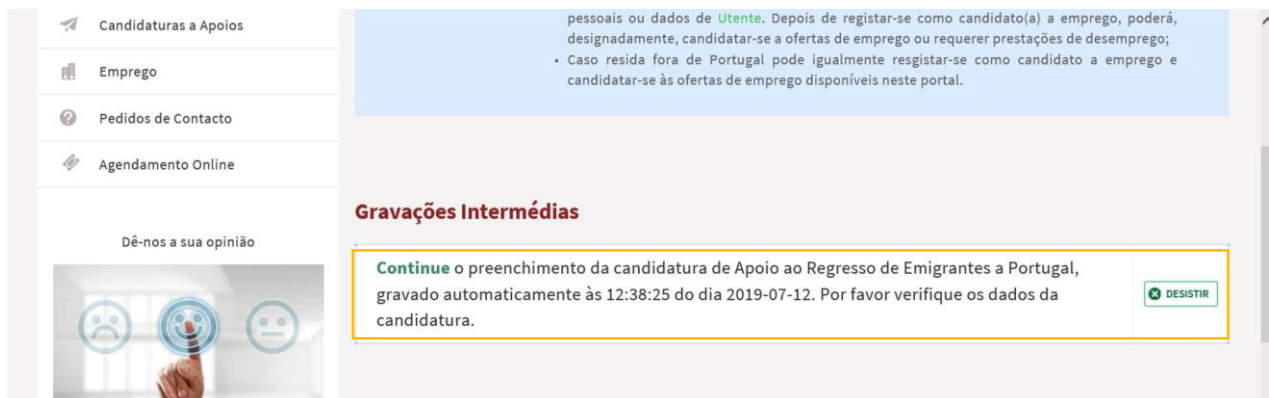 Candidaturas a Apoios
Emprego
Pedidos de Contacto
Agendamento Online
Dê-nos a sua opinião
pessoais ou dados de Utente. Depois de registar-se como candidato(a) a emprego, poderá,
designadamente, candidatar-se a ofertas de emprego ou requerer prestações de desemprego;
• Caso resida fora de Portugal pode igualmente resgistar-se como candidato a emprego e
candidatar-se às ofertas de emprego disponíveis neste portal.
Gravações Intermédias
Continue o preenchimento da candidatura de Apoio ao Regresso de Emigrantes a Portugal,
gravado automaticamente às 12:38:25 do dia 2019-07-12. Por favor verifique os dados da
candidatura.
DESISTIR